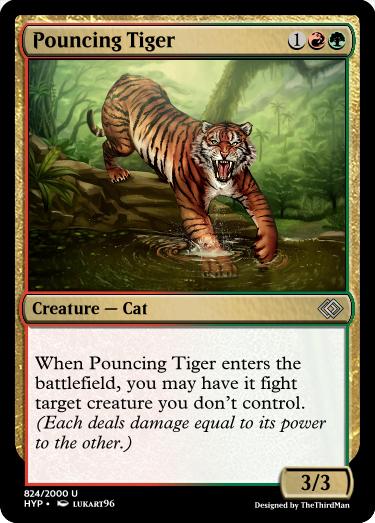 Pouncing Tiger 1
Creature — Cat
When Pouncing Tiger enters the
battlefield, you may have it fight
target creature you don't control.
(Each deals damage equal to its power
to the other.)
3/3
824/2000 U
HYP • LUKART96
Designed by TheThirdMan